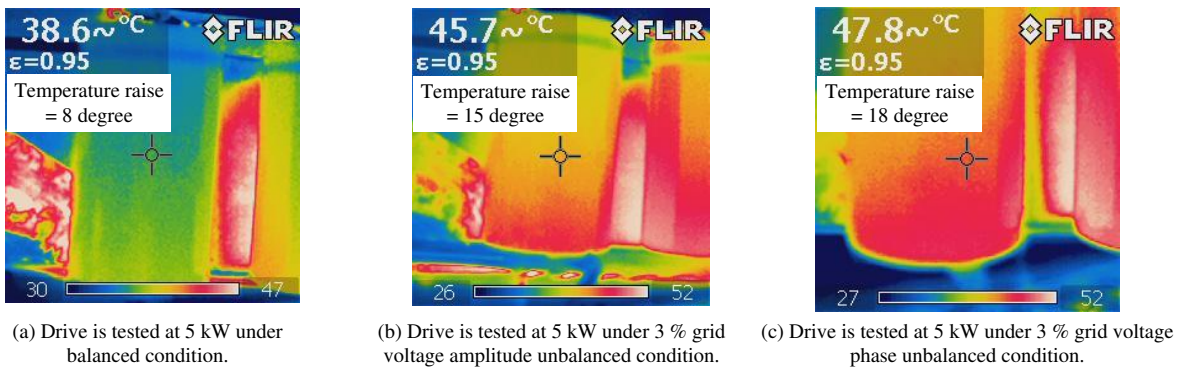 38.6~°C FLIR
ε=0.95
Temperature raise
= 8 degree
30 47
(a) Drive is tested at 5 kW under
balanced condition.
45.7~°C FLIR
ε=0.95
Temperature raise
= 15 degree
26 52
(b) Drive is tested at 5 kW under 3 % grid
voltage amplitude unbalanced condition.
47.8~°C FLIR
ε=0.95
Temperature raise
= 18 degree
27 52
(c) Drive is tested at 5 kW under 3 % grid voltage
phase unbalanced condition.